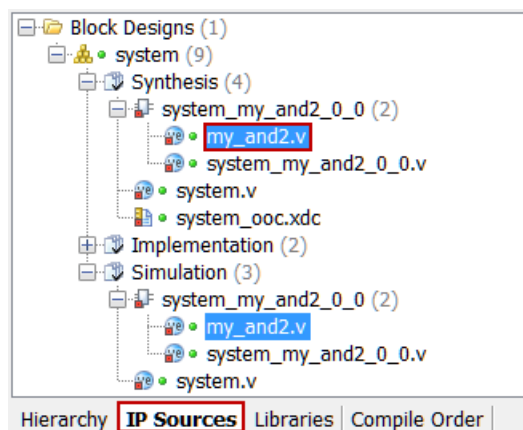 Block Designs (1)
system (9)
Synthesis (4)
system_my_and2_0_0 (2)
my_and2.v
system_my_and2_0_0.v
system.v
system_ooc.xdc
Implementation (2)
Simulation (3)
system_my_and2_0_0 (2)
my_and2.v
system_my_and2_0_0.v
system.v
Hierarchy IP Sources Libraries Compile Order